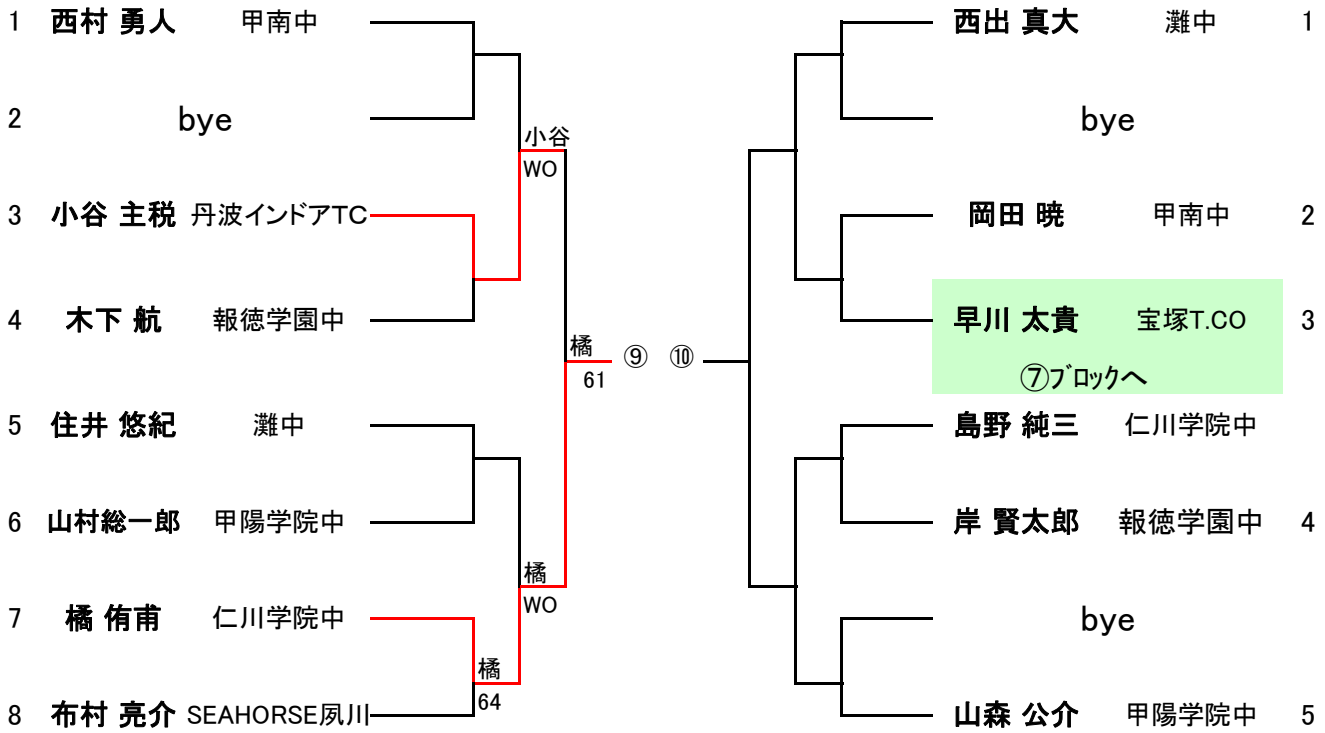 1 西村 勇人 甲南中
2 bye
小谷
WO
3 小谷 主税 丹波インドアTC
4 木下 航 報徳学園中
橘 ⑨
61
5 住井 悠紀 灘中
6 山村総一郎 甲陽学院中
橘
WO
7 橘 侑甫 仁川学院中
橘
64
8 布村 亮介 SEAHORSE夙川
西出 真大 灘中 1
bye
岡田 暁 甲南中 2
早川 太貴 宝塚T.CO 3
⑩
⑦ブロックへ
島野 純三 仁川学院中
岸 賢太郎 報徳学園中 4
bye
山森 公介 甲陽学院中 5